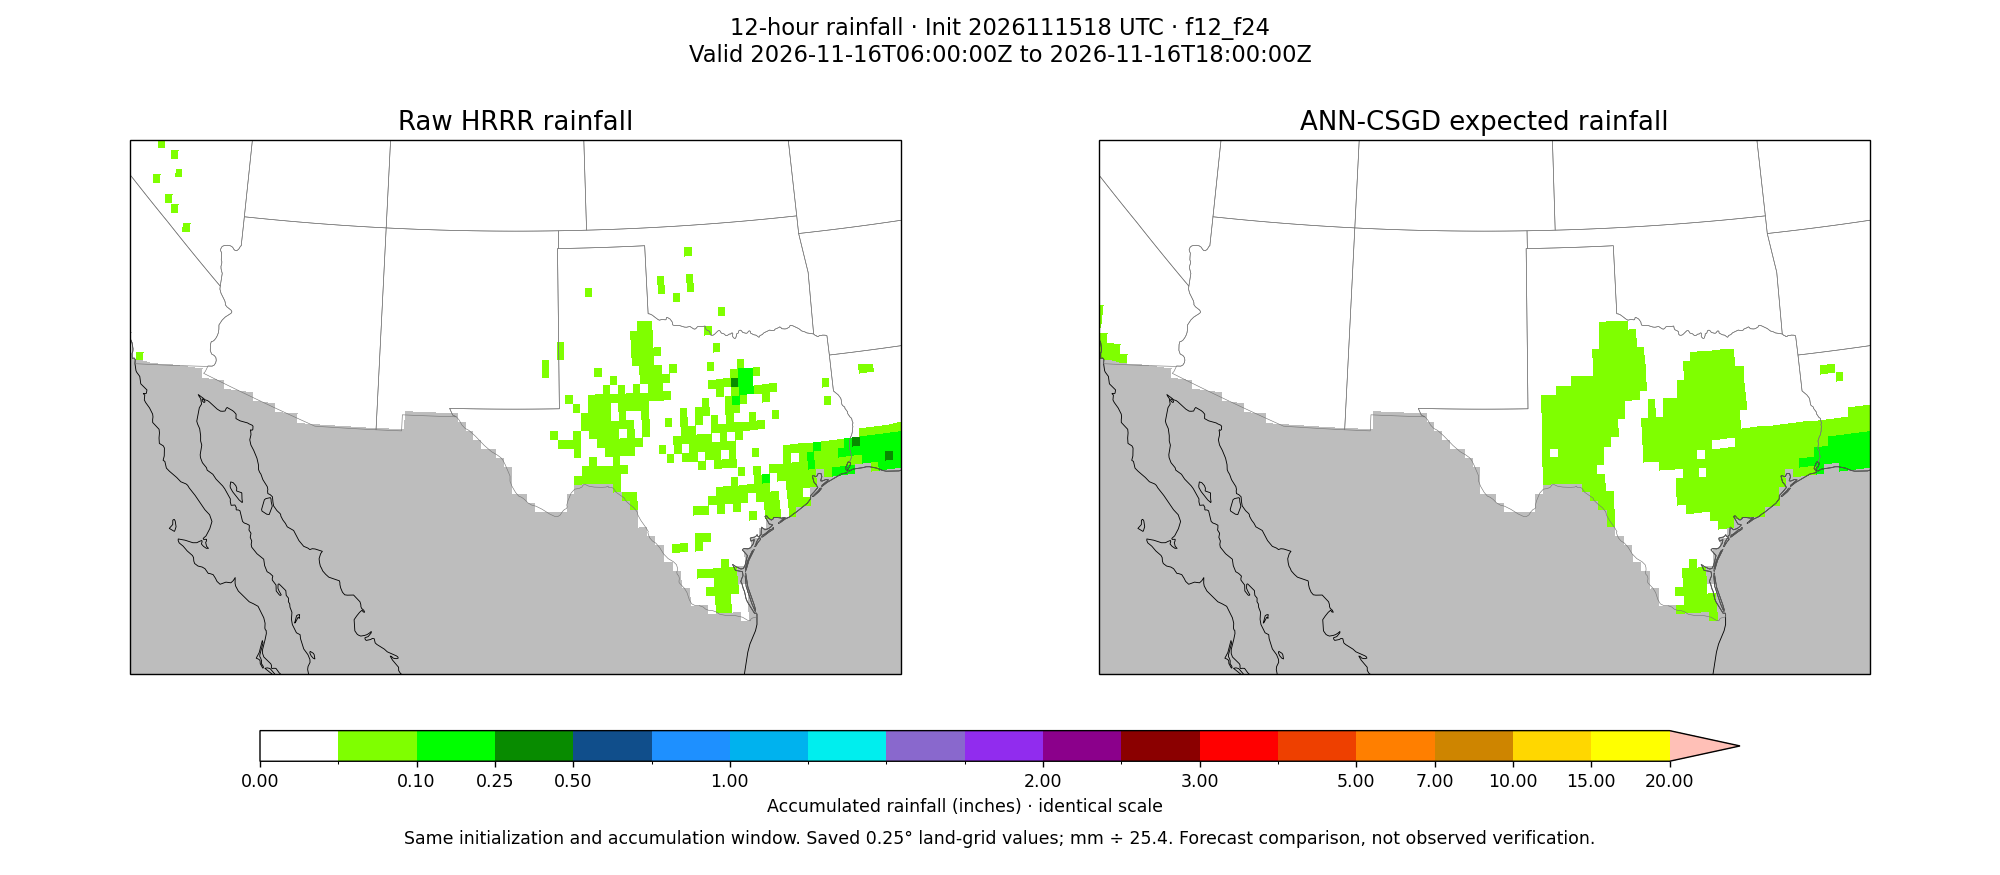 12-hour rainfall · Init 2026111518 UTC · f12_f24
Valid 2026-11-16T06:00:00Z to 2026-11-16T18:00:00Z
Raw HRRR rainfall
ANN-CSGD expected rainfall
0.00 0.10 0.25 0.50 1.00 2.00 3.00 5.00 7.00 10.00 15.00 20.00
Accumulated rainfall (inches) · identical scale
Same initialization and accumulation window. Saved 0.25° land-grid values; mm ÷ 25.4. Forecast comparison, not observed verification.